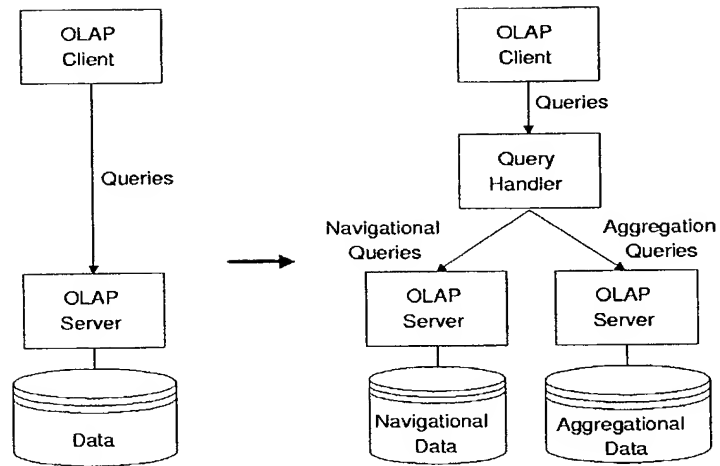 OLAP
Client
Queries
OLAP
Server
Data
OLAP
Client
Queries
Query
Handler
Navigational
Queries
Aggregation
Queries
OLAP
Server
OLAP
Server
Navigational
Data
Aggregational
Data